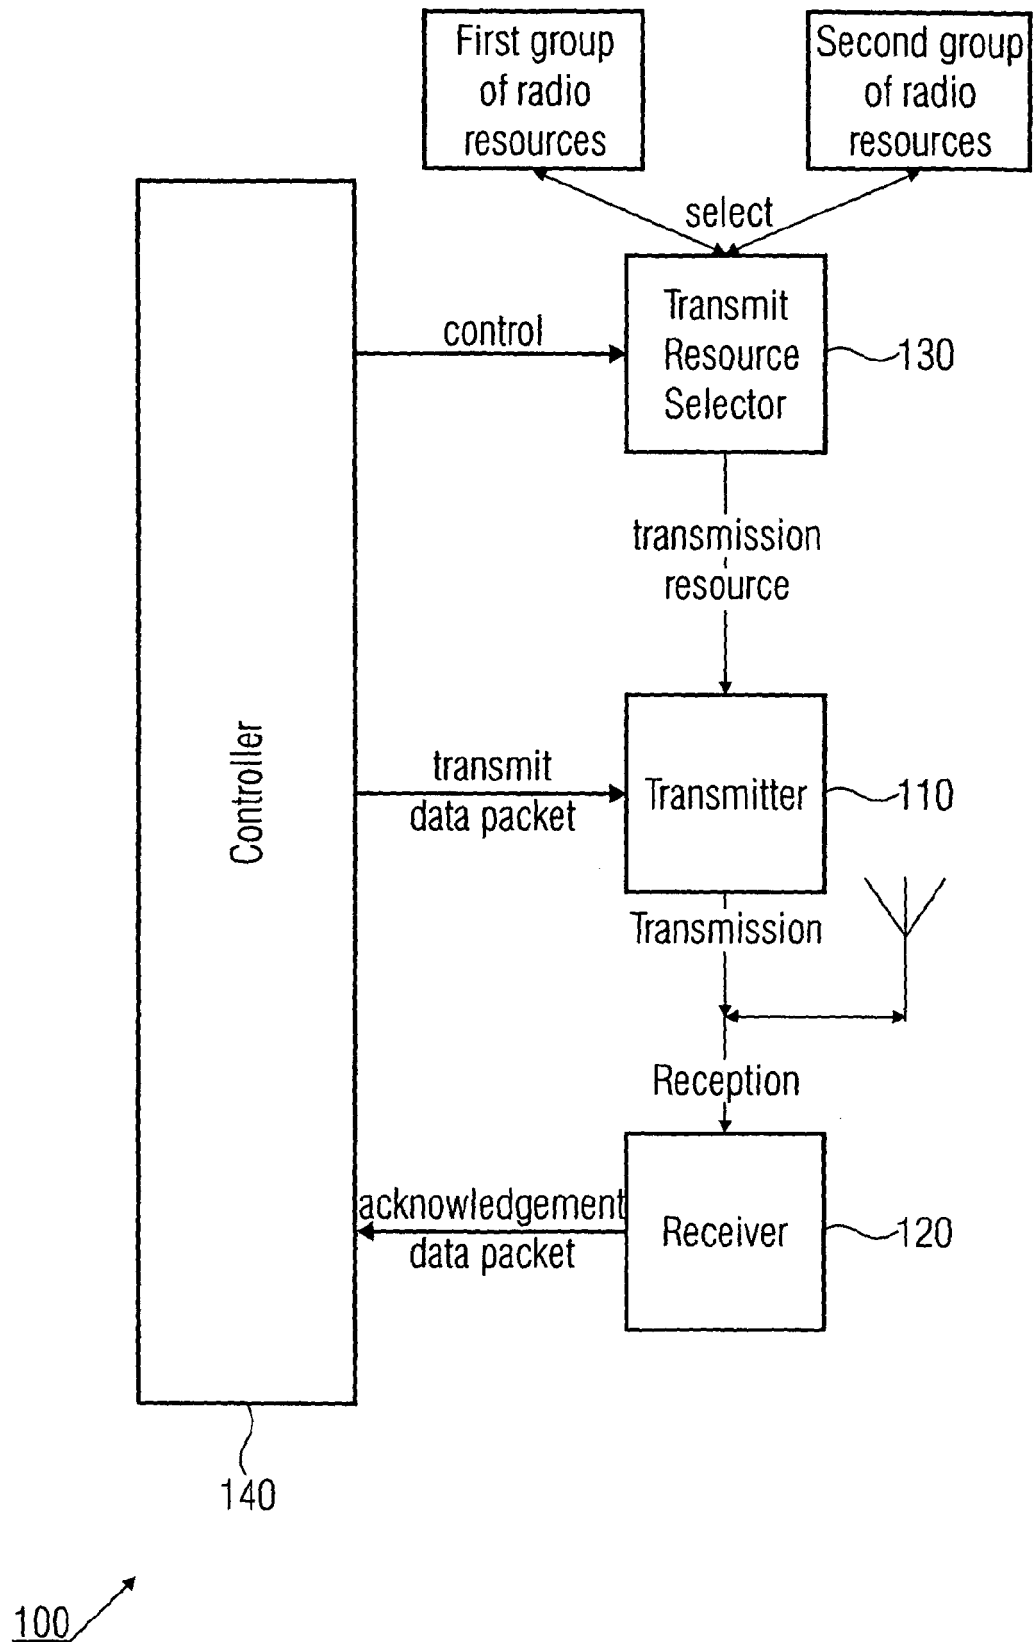 First group
of radio
resources
Second group
of radio
resources
select
control
Transmit
Resource
Selector
130
transmission
resource
Controller
transmit
data packet
Transmitter
110
Transmission
Reception
acknowledgement
data packet
Receiver
120
140
100